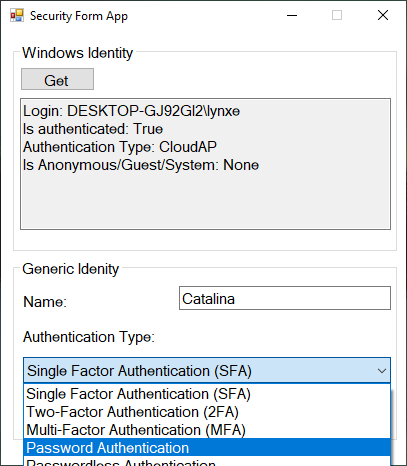 Security Form App
Windows Identity
Get
Login: DESKTOP-GJ92GI2\lynxe
Is authenticated: True
Authentication Type: CloudAP
Is Anonymous/Guest/System: None
Generic Idenity
Name:
Catalina
Authentication Type:
Single Factor Authentication (SFA)
Single Factor Authentication (SFA)
Two-Factor Authentication (2FA)
Multi-Factor Authentication (MFA)
Password Authentication
Passwordless Authentication